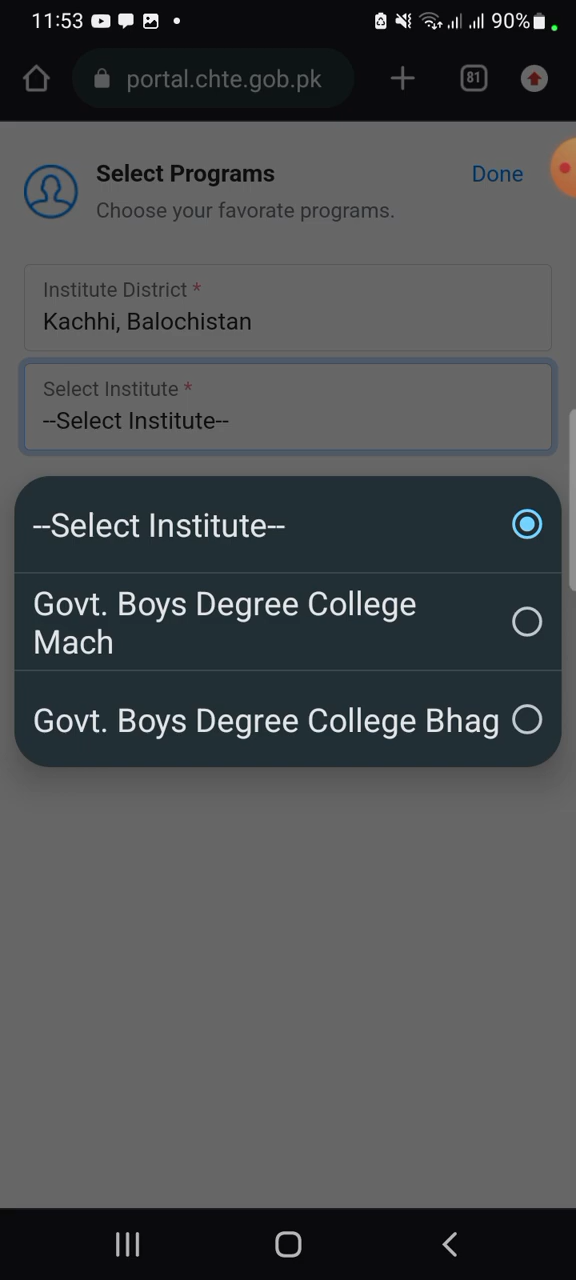 11:53
90%
portal.chte.gob.pk
81
Select Programs
Done
Choose your favorate programs.
Institute District *
Kachhi, Balochistan
Select Institute *
--Select Institute--
--Select Institute--
Govt. Boys Degree College
Mach
Govt. Boys Degree College Bhag